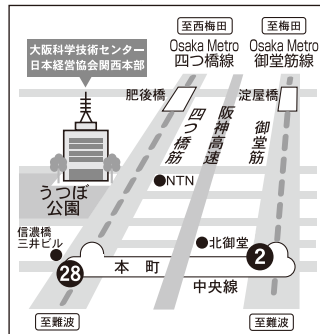 至西梅田
至梅田
Osaka Metro
四つ橋線
Osaka Metro
御堂筋線
大阪科学技術センター
日本経営協会関西本部
肥後橋
淀屋橋
四つ橋筋
阪神高速
御堂筋
うつぼ
公園
●NTN
信濃橋
三井ビル
●北御堂
2
28
本町
中央線
至難波
至難波